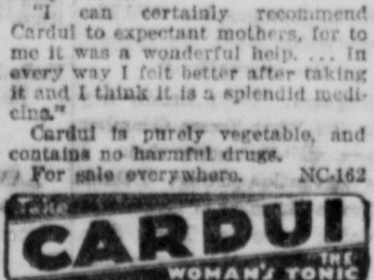 "I can certainly recommend
Cardui to expectant mothers, for to
me it was a wonderful help. ... In
every way I felt better after taking
it and I think it is a splendid medi-
cine."
Cardui is purely vegetable, and
contains no harmful drugs.
For sale everywhere. NC-162
Take
CARDUI
THE
WOMAN'S TONIC